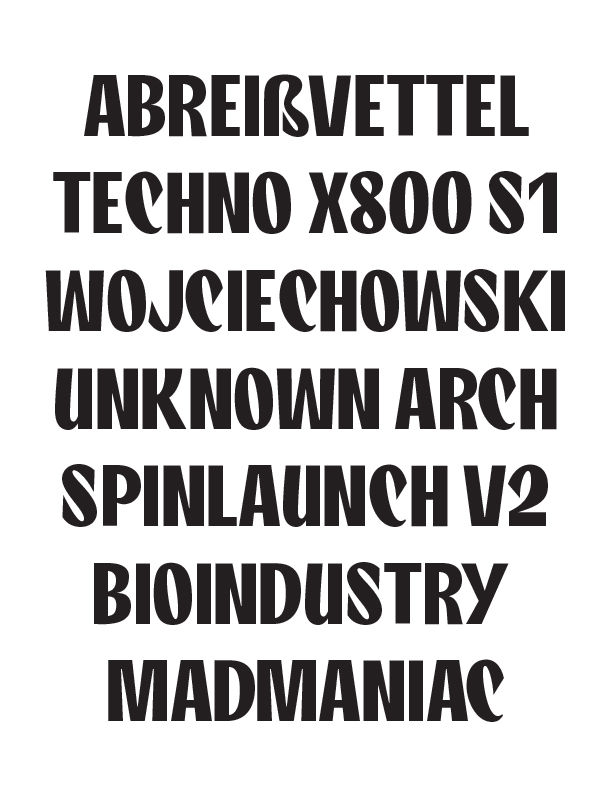 ABREIẞVETTEL
TECHNO X800 S1
WOJCIECHOWSKI
UNKNOWN ARCH
SPINLAUNCH V2
BIOINDUSTRY
MADMANIAC